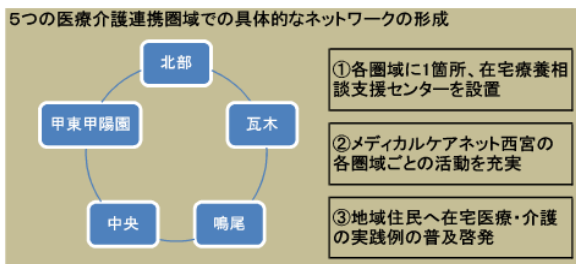 5つの医療介護連携圏域での具体的なネットワークの形成
北部
甲東甲陽園
瓦木
中央
鳴尾
①各圏域に1箇所、在宅療養相
談支援センターを設置
②メディカルケアネット西宮の
各圏域ごとの活動を充実
③地域住民へ在宅医療・介護
の実践例の普及啓発